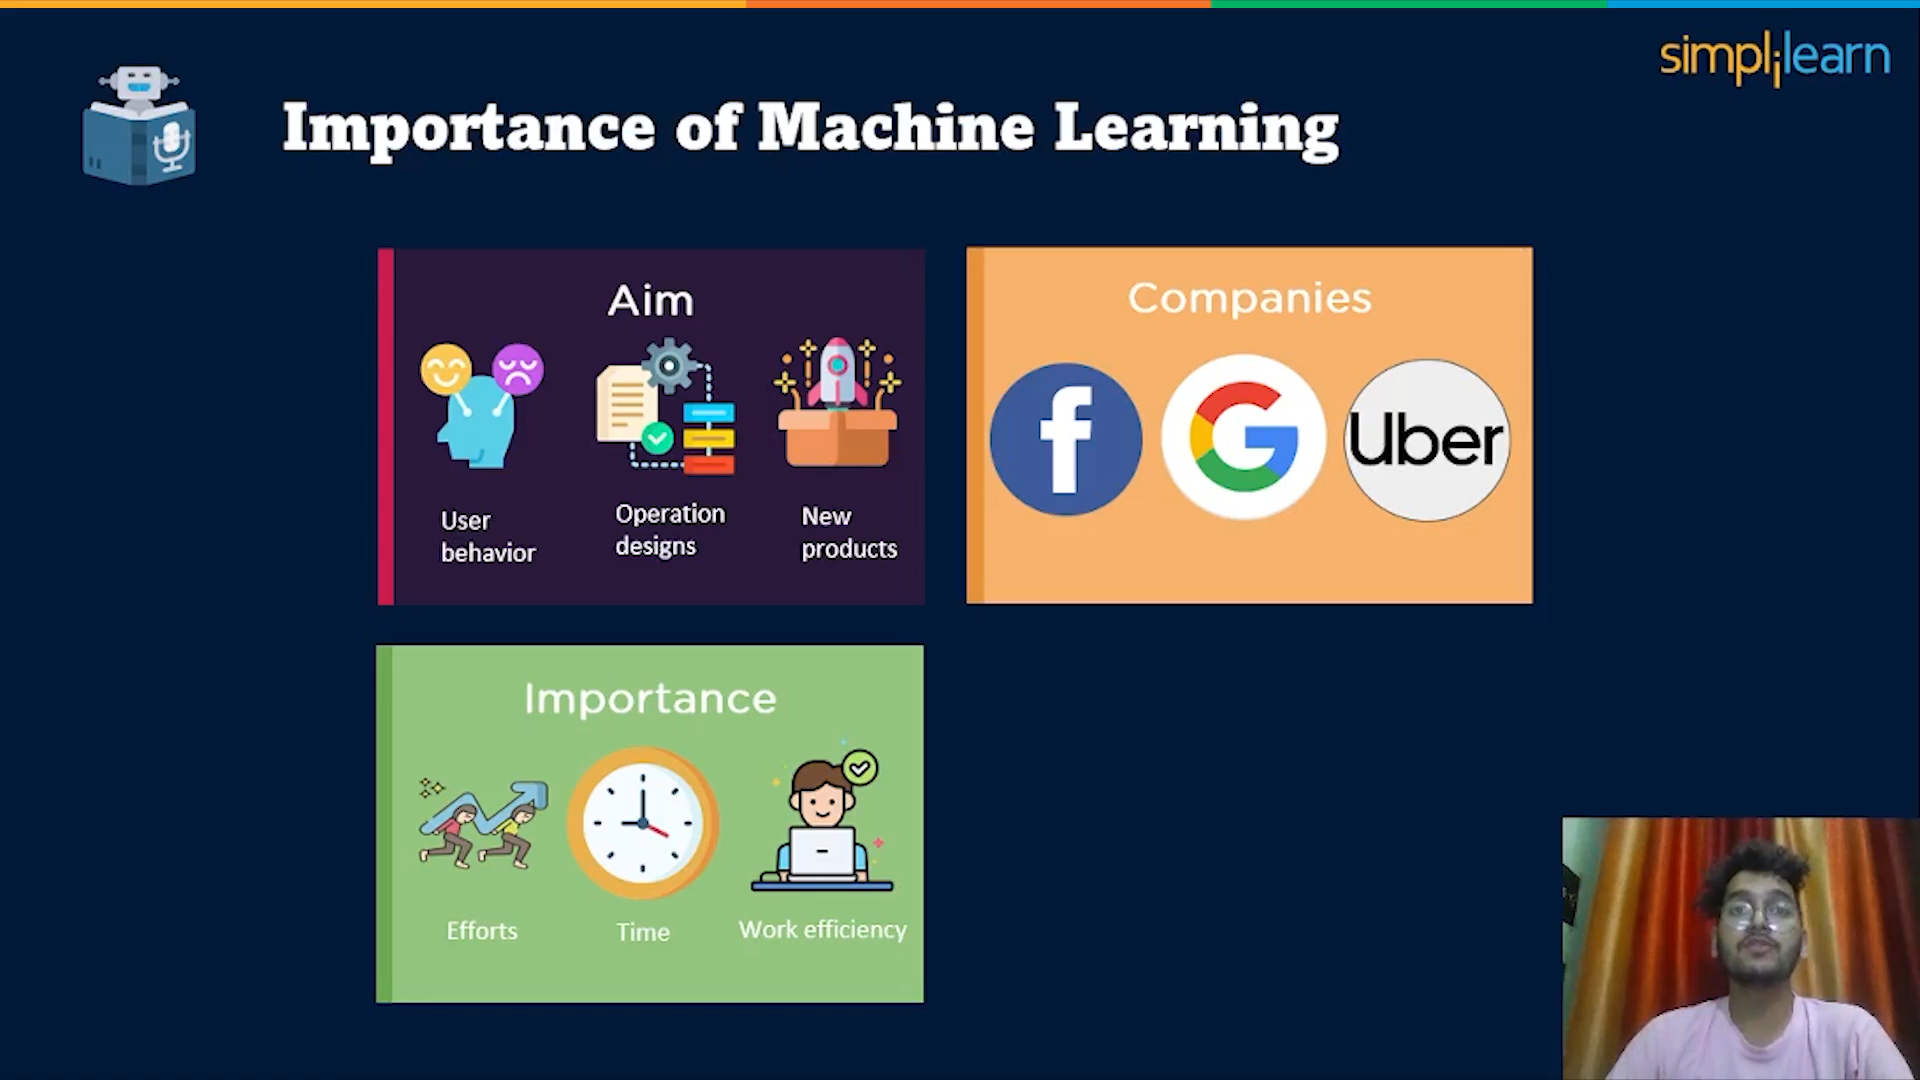 simplilearn
Importance of Machine Learning
Aim
User
behavior
Operation
designs
New
products
Companies
f
G
Uber
Importance
Efforts
Time
Work efficiency